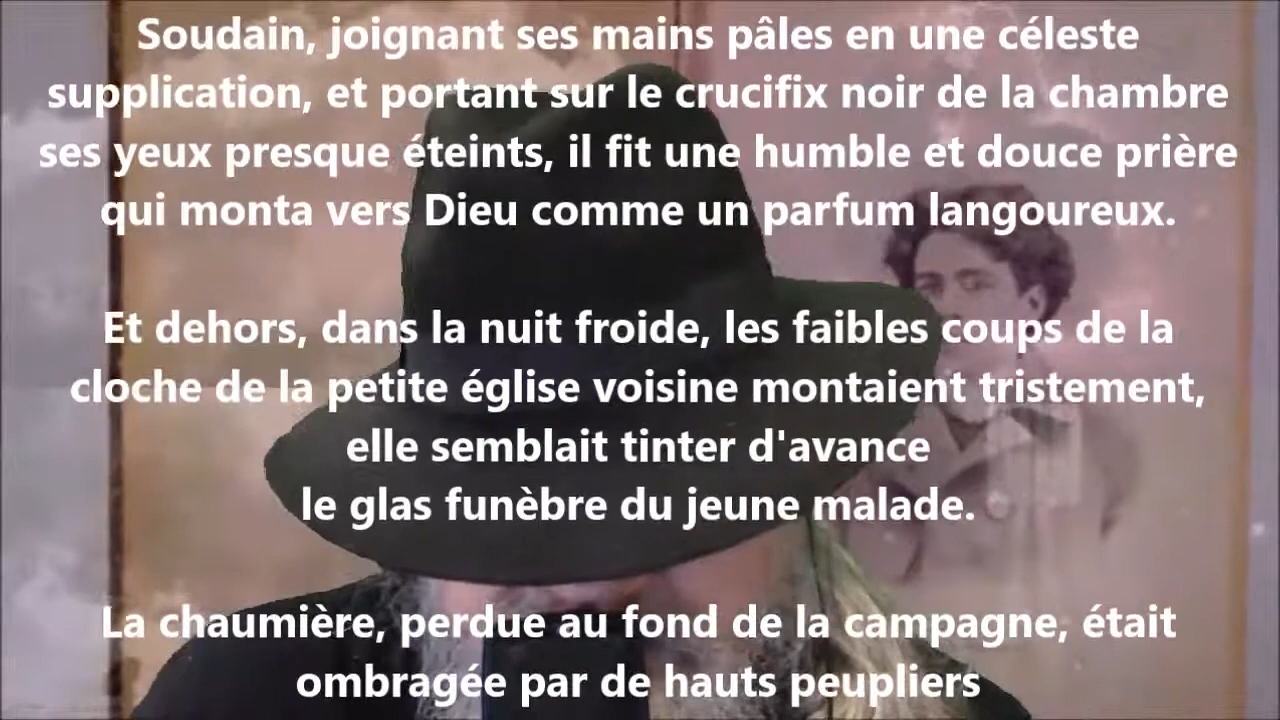 Soudain, joignant ses mains pâles en une céleste
supplication, et portant sur le crucifix noir de la chambre
ses yeux presque éteints, il fit une humble et douce prière
qui monta vers Dieu comme un parfum langoureux.
Et dehors, dans la nuit froide, les faibles coups de la
cloche de la petite église voisine montaient tristement,
elle semblait tinter d'avance
le glas funèbre du jeune malade.
La chaumière, perdue au fond de la campagne, était
ombragée par de hauts peupliers